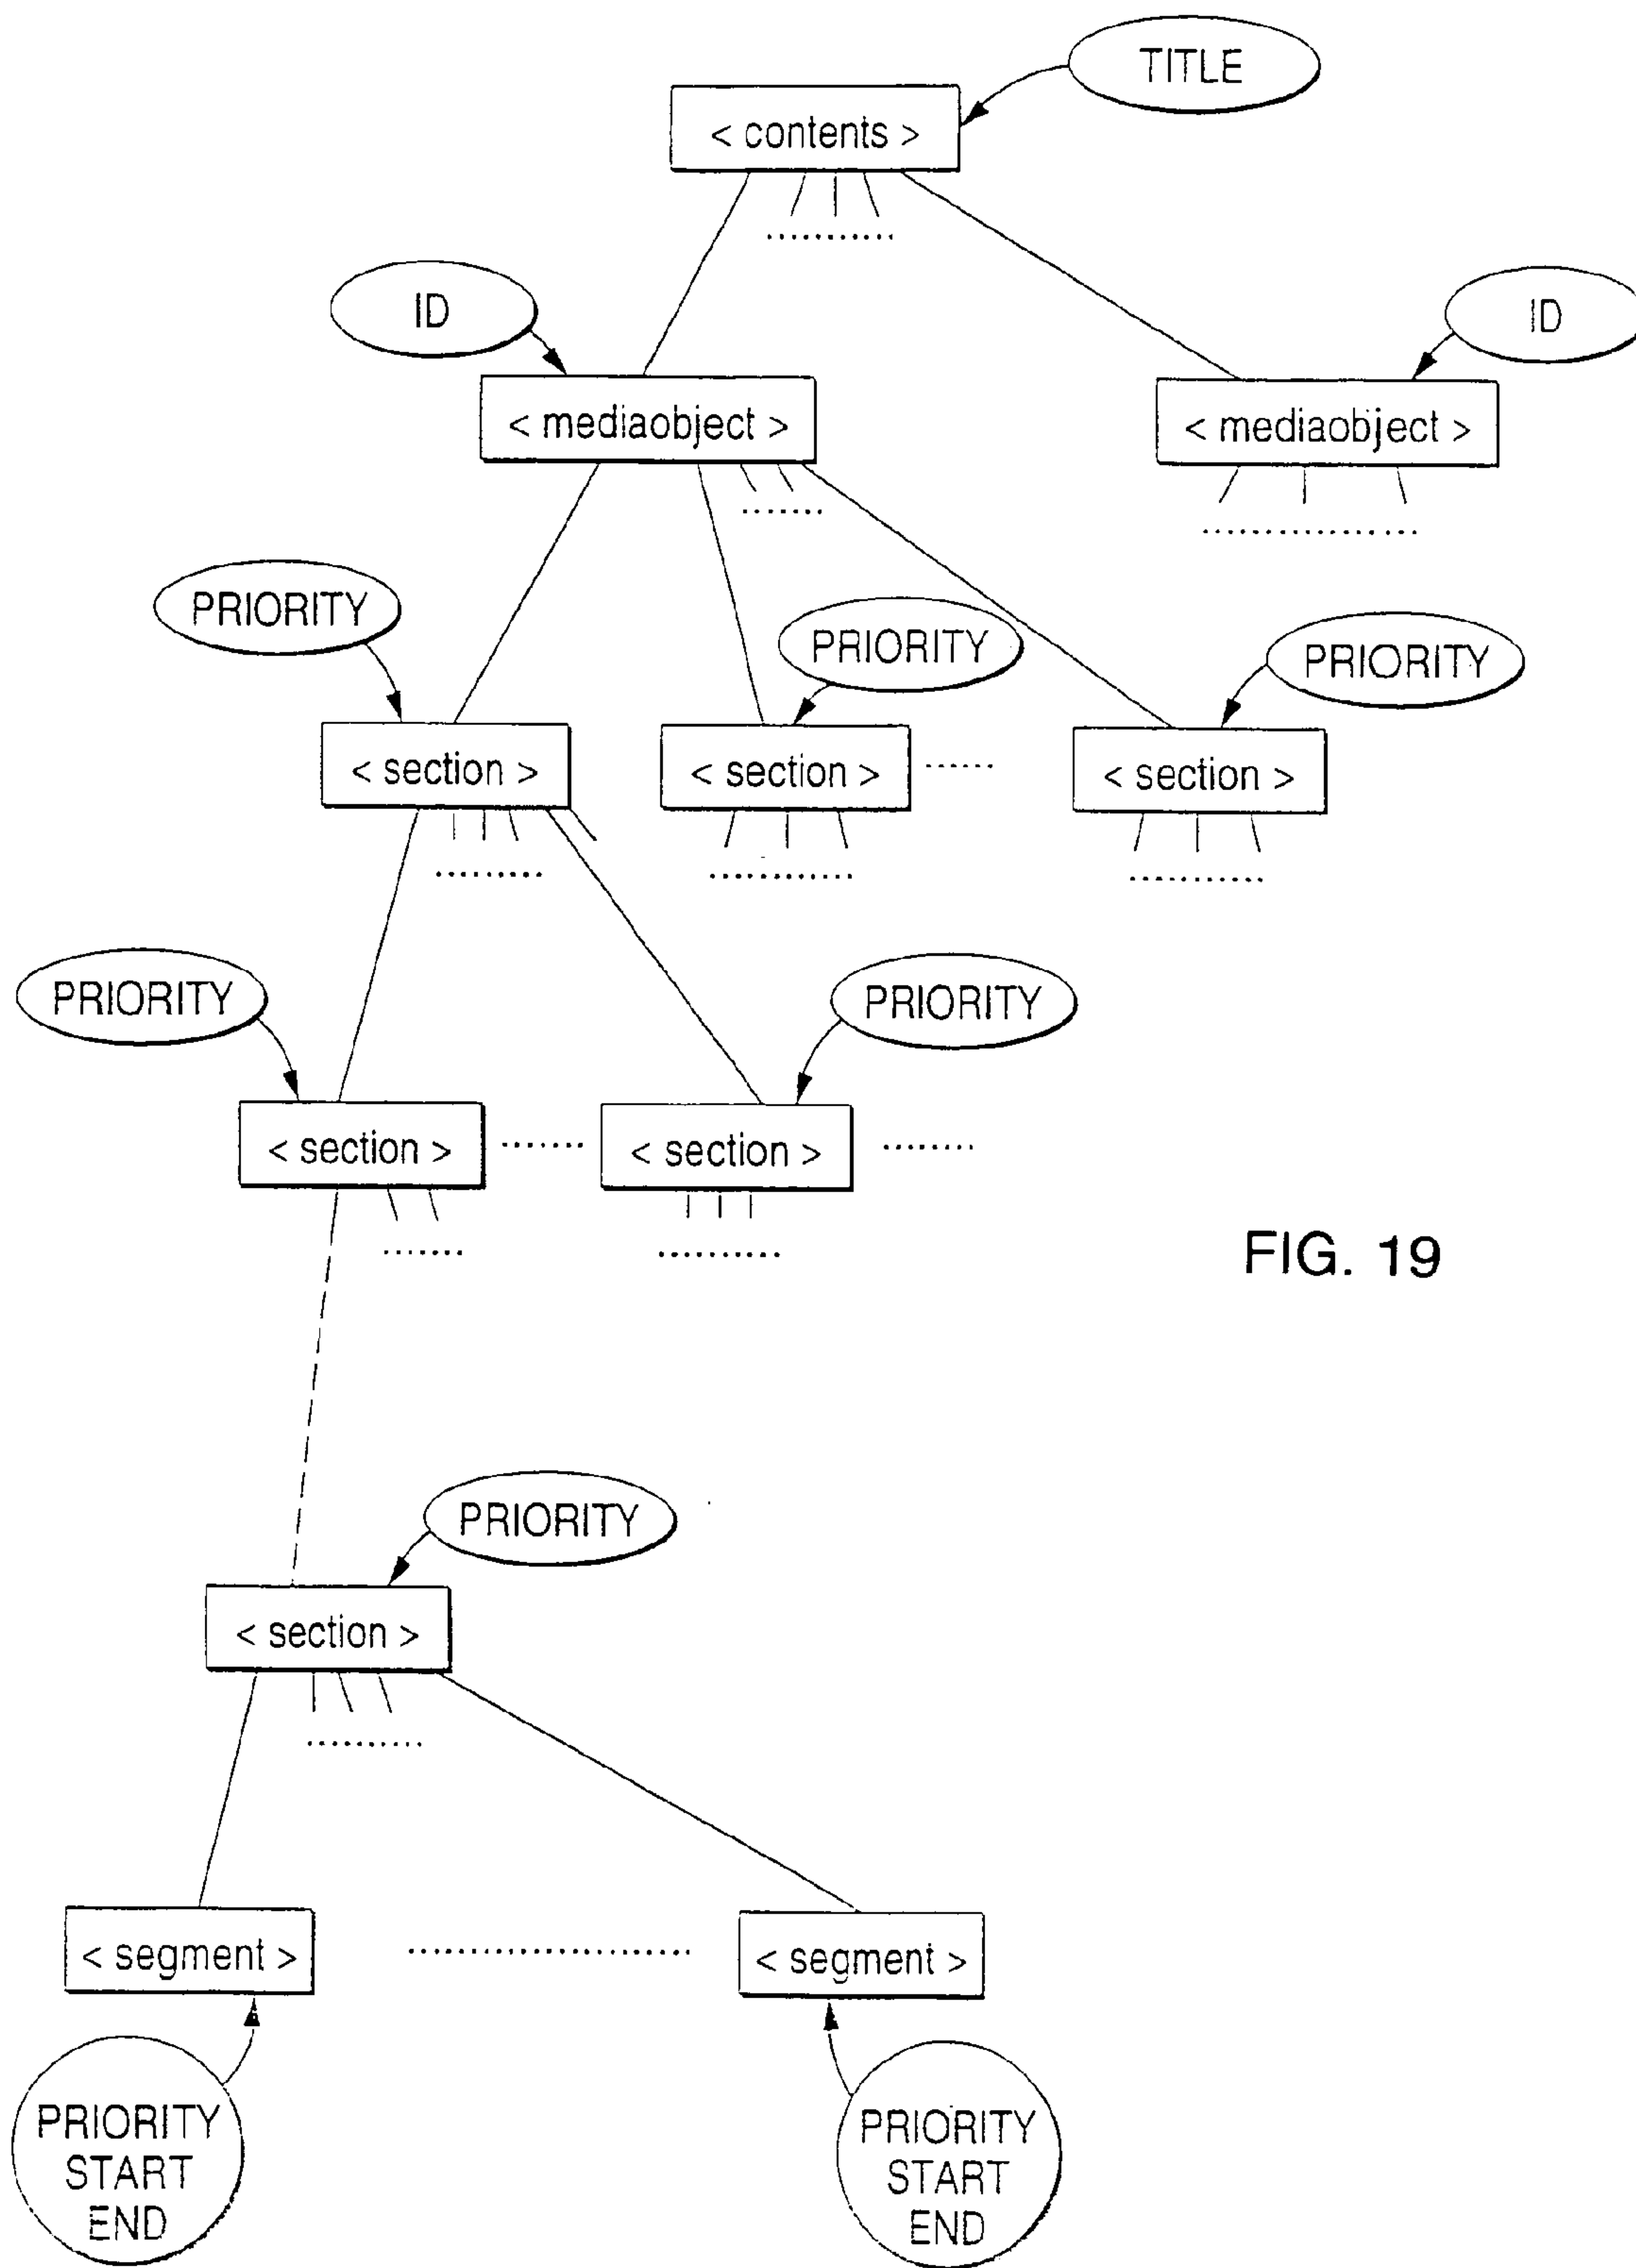 TITLE
< contents >
ID
ID
< mediaobject >
< mediaobject >
PRIORITY
PRIORITY
PRIORITY
< section >
< section >
< section >
PRIORITY
PRIORITY
< section >
< section >
FIG. 19
PRIORITY
< section >
< segment >
< segment >
PRIORITY
START
END
PRIORITY
START
END